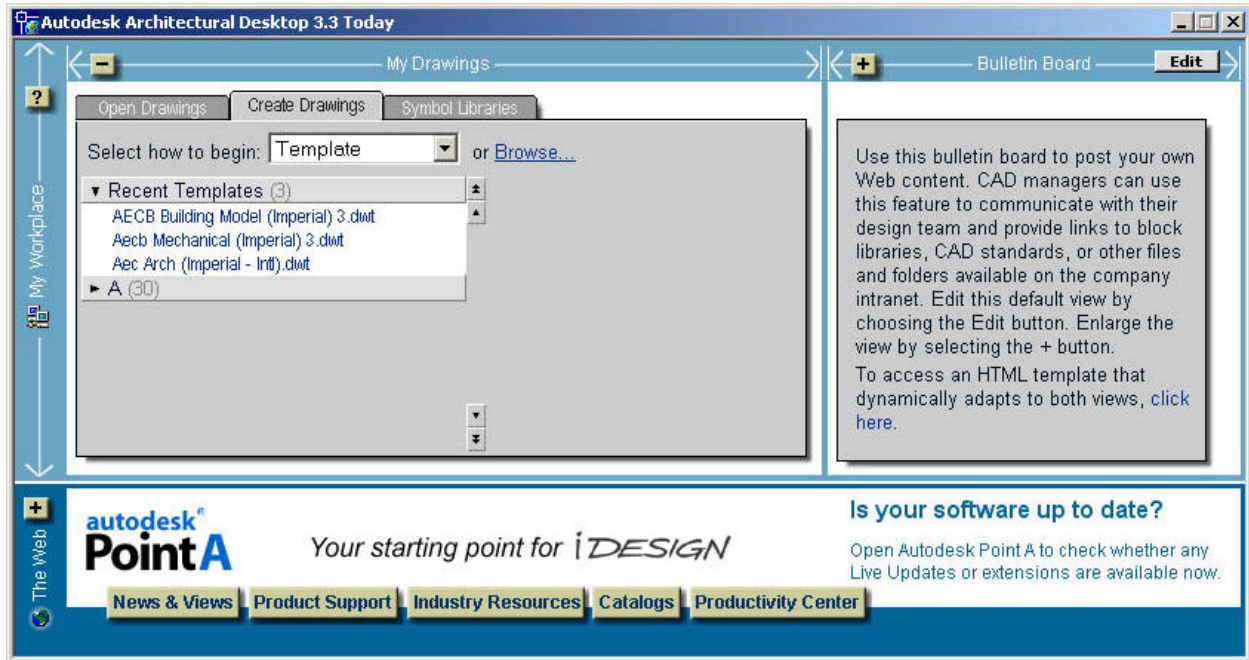 Autodesk Architectural Desktop 3.3 Today
My Drawings
Bulletin Board
Edit
?
My Workplace
Open Drawings
Create Drawings
Symbol Libraries
Select how to begin: Template or Browse...
▾ Recent Templates (3)
AECB Building Model (Imperial) 3.dwt
Aecb Mechanical (Imperial) 3.dwt
Aec Arch (Imperial - Intl).dwt
► A (30)
Use this bulletin board to post your own
Web content. CAD managers can use
this feature to communicate with their
design team and provide links to block
libraries, CAD standards, or other files
and folders available on the company
intranet. Edit this default view by
choosing the Edit button. Enlarge the
view by selecting the + button.
To access an HTML template that
dynamically adapts to both views, click
here.
The Web
autodesk®
Point A
Your starting point for iDESIGN
Is your software up to date?
Open Autodesk Point A to check whether any
Live Updates or extensions are available now.
News & Views
Product Support
Industry Resources
Catalogs
Productivity Center